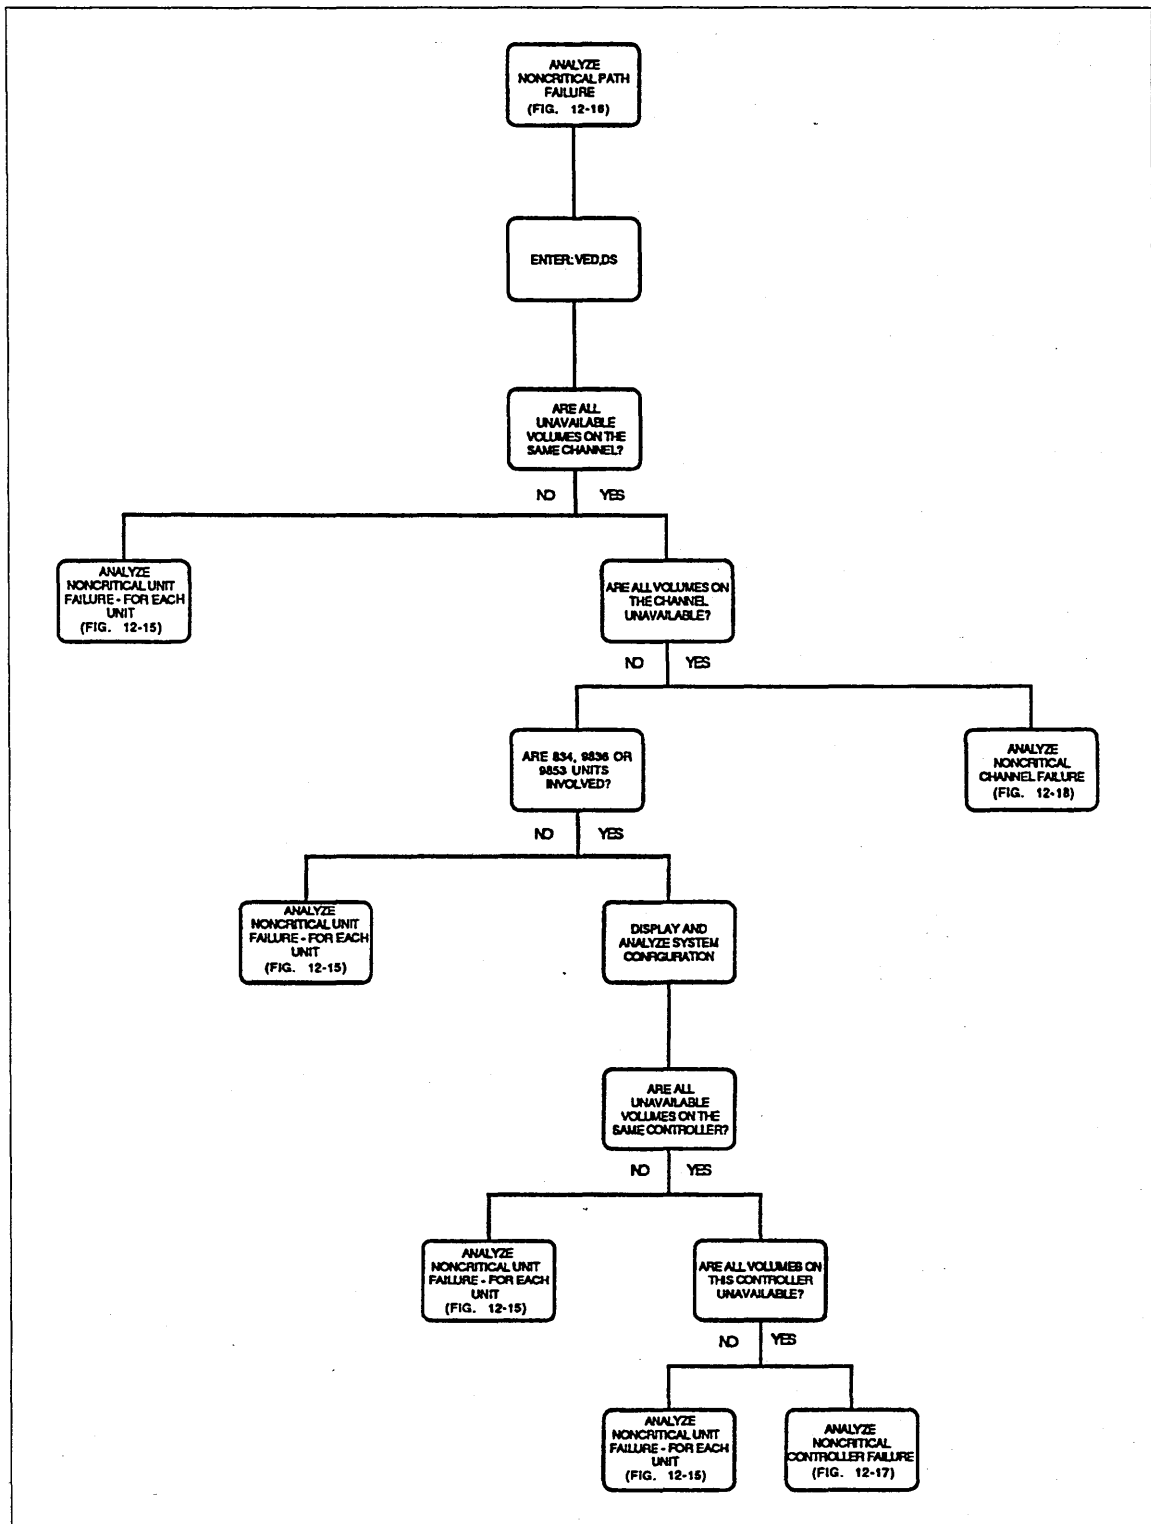 ANALYZE
NONCRITICAL PATH
FAILURE
(FIG. 12-16)
ENTER: VED,DS
ARE ALL
UNAVAILABLE
VOLUMES ON THE
SAME CHANNEL?
NO YES
ANALYZE
NONCRITICAL UNIT
FAILURE - FOR EACH
UNIT
(FIG. 12-15)
ARE ALL VOLUMES ON
THE CHANNEL
UNAVAILABLE?
NO YES
ARE 834, 9836 OR
9853 UNITS
INVOLVED?
ANALYZE
NONCRITICAL
CHANNEL FAILURE
(FIG. 12-18)
NO YES
ANALYZE
NONCRITICAL UNIT
FAILURE - FOR EACH
UNIT
(FIG. 12-15)
DISPLAY AND
ANALYZE SYSTEM
CONFIGURATION
ARE ALL
UNAVAILABLE
VOLUMES ON THE
SAME CONTROLLER?
NO YES
ANALYZE
NONCRITICAL UNIT
FAILURE - FOR EACH
UNIT
(FIG. 12-15)
ARE ALL VOLUMES ON
THIS CONTROLLER
UNAVAILABLE?
NO YES
ANALYZE
NONCRITICAL UNIT
FAILURE - FOR EACH
UNIT
(FIG. 12-15)
ANALYZE
NONCRITICAL
CONTROLLER FAILURE
(FIG. 12-17)